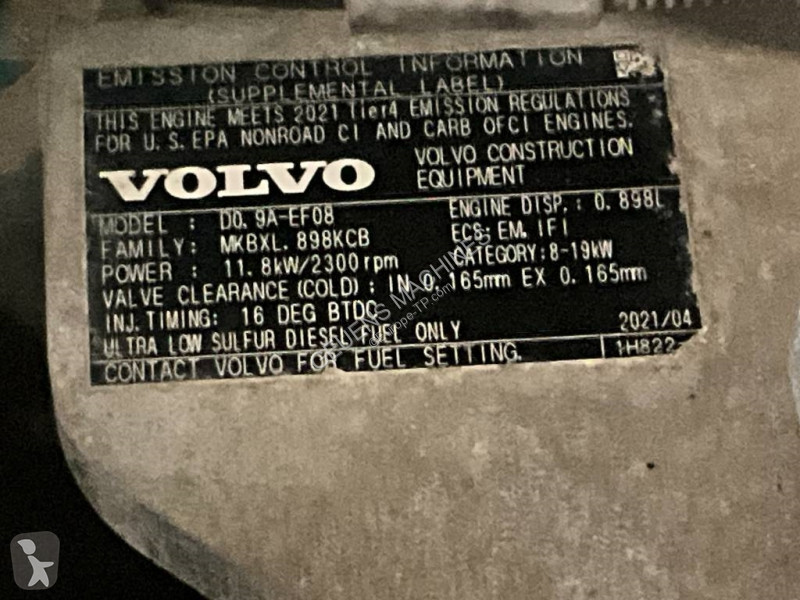 EMISSION CONTROL INFORMATION
(SUPPLEMENTAL LABEL)
THIS ENGINE MEETS 2021 Tier4 EMISSION REGULATIONS
FOR U.S. EPA NONROAD CI AND CARB OFCI ENGINES.
VOLVO
VOLVO CONSTRUCTION
EQUIPMENT
MODEL : D0.9A-EF08
ENGINE DISP. : 0.898L
FAMILY: MKBXL.898KCB
ECS: EM, IFI
POWER : 11.8kW/2300rpm
CATEGORY:8-19kW
VALVE CLEARANCE(COLD): IN 0.165mm EX 0.165mm
INJ.TIMING: 16 DEG BTDC
ULTRA LOW SULFUR DIESEL FUEL ONLY
2021/04
CONTACT VOLVO FOR FUEL SETTING.
1H822-
MACHINES